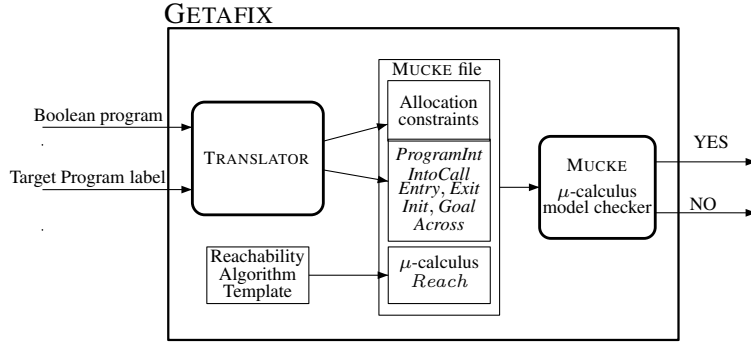 GETAFIX
MUCKE file
Boolean program
Allocation
constraints
TRANSLATOR
Target Program label
ProgramInt
IntoCall
Entry, Exit
Init, Goal
Across
MUCKE
μ-calculus
model checker
YES
NO
Reachability
Algorithm
Template
μ-calculus
Reach